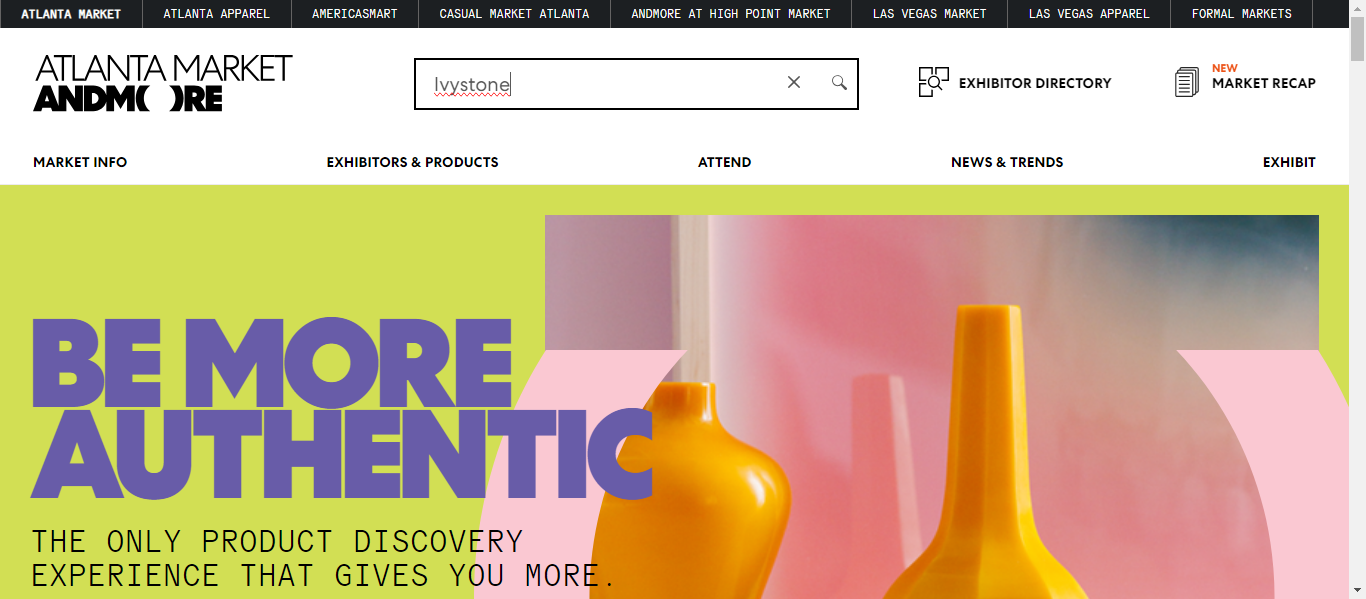 ATLANTA MARKET
ATLANTA APPAREL
AMERICASMART
CASUAL MARKET ATLANTA
ANDMORE AT HIGH POINT MARKET
LAS VEGAS MARKET
LAS VEGAS APPAREL
FORMAL MARKETS
ATLANTA MARKET
ANDM( )RE
Ivystone
EXHIBITOR DIRECTORY
NEW
MARKET RECAP
MARKET INFO
EXHIBITORS & PRODUCTS
ATTEND
NEWS & TRENDS
EXHIBIT
BE MORE
AUTHENTIC
THE ONLY PRODUCT DISCOVERY
EXPERIENCE THAT GIVES YOU MORE.